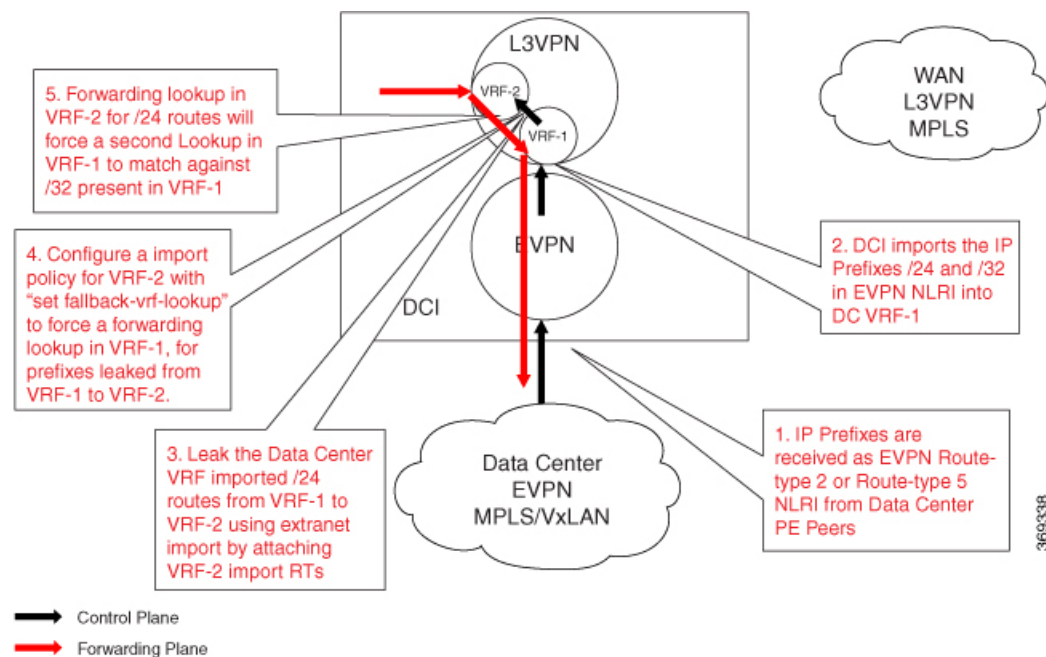 L3VPN
VRF-2
VRF-1
EVPN
DCI
WAN
L3VPN
MPLS
5. Forwarding lookup in
VRF-2 for /24 routes will
force a second Lookup in
VRF-1 to match against
/32 present in VRF-1
4. Configure a import
policy for VRF-2 with
“set fallback-vrf-lookup”
to force a forwarding
lookup in VRF-1, for
prefixes leaked from
VRF-1 to VRF-2.
2. DCI imports the IP
Prefixes /24 and /32
in EVPN NLRI into
DC VRF-1
3. Leak the Data Center
VRF imported /24
routes from VRF-1 to
VRF-2 using extranet
import by attaching
VRF-2 import RTs
Data Center
EVPN
MPLS/VxLAN
1. IP Prefixes are
received as EVPN Route-
type 2 or Route-type 5
NLRI from Data Center
PE Peers
369338
Control Plane
Forwarding Plane